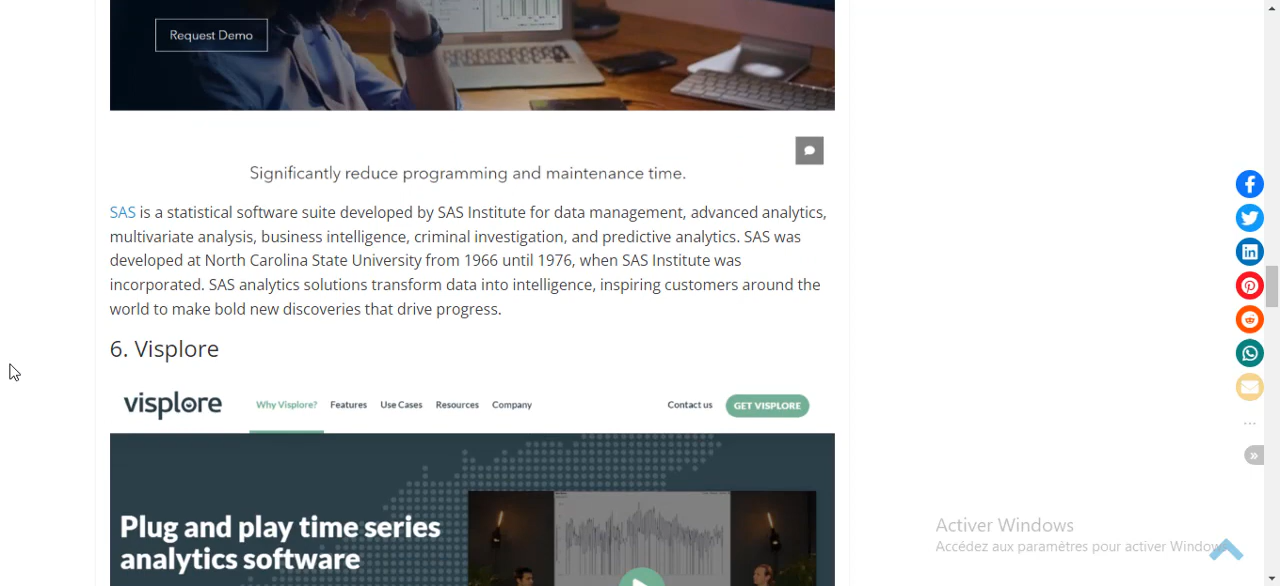 Request Demo
Significantly reduce programming and maintenance time.
SAS is a statistical software suite developed by SAS Institute for data management, advanced analytics,
multivariate analysis, business intelligence, criminal investigation, and predictive analytics. SAS was
developed at North Carolina State University from 1966 until 1976, when SAS Institute was
incorporated. SAS analytics solutions transform data into intelligence, inspiring customers around the
world to make bold new discoveries that drive progress.
6. Visplore
visplore Why Visplore? Features Use Cases Resources Company Contact us GET VISPLORE
Plug and play time series
analytics software
Activer Windows
Accédez aux paramètres pour activer Window